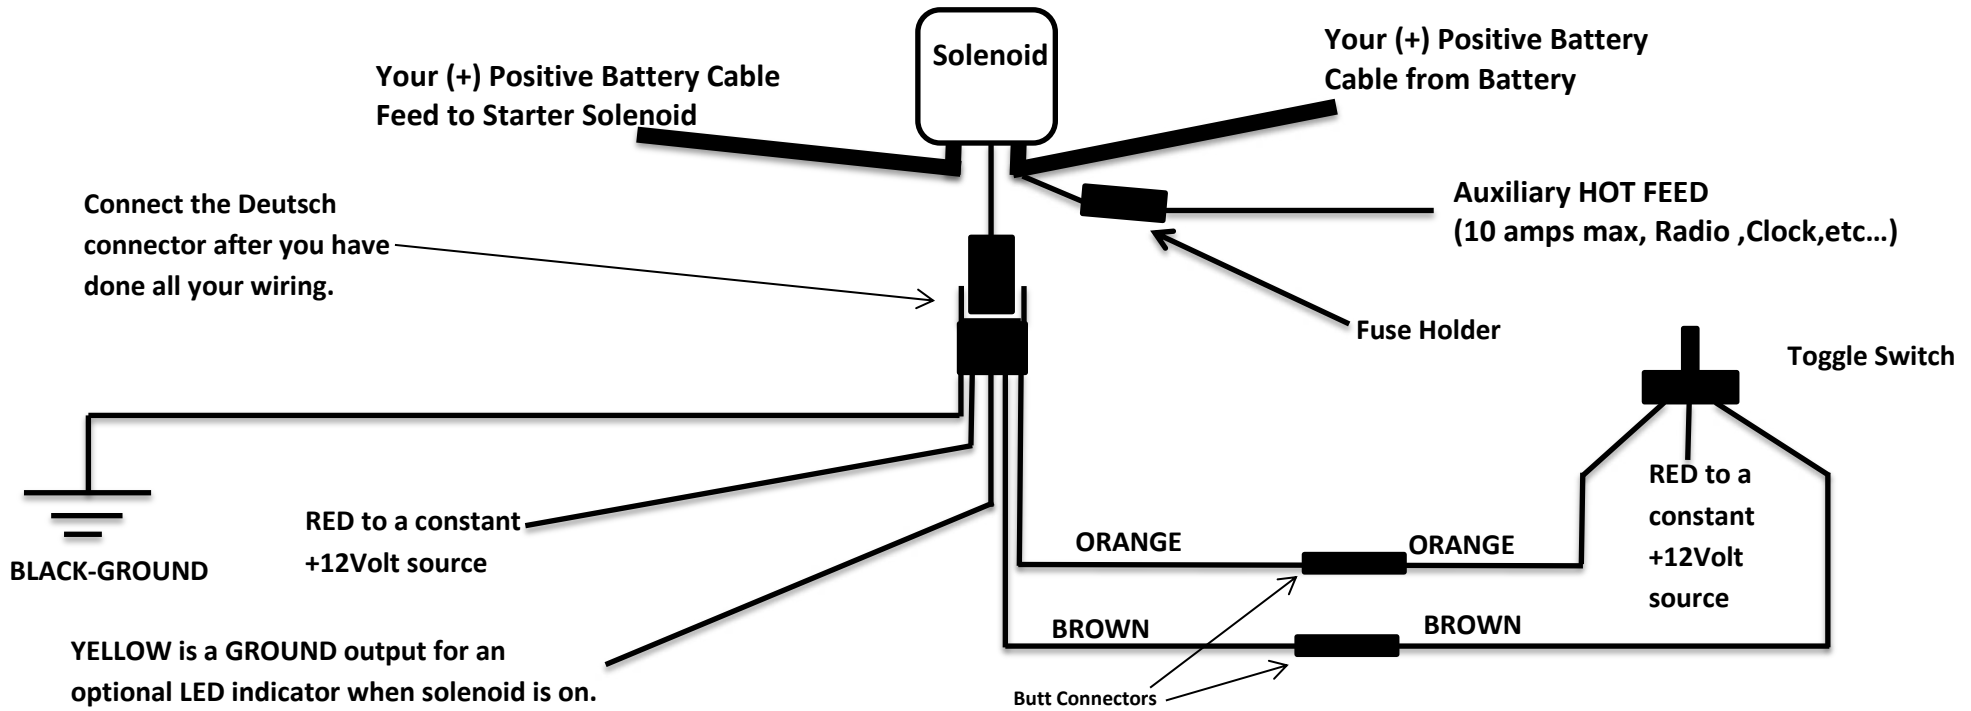 Solenoid
Your (+) Positive Battery
Cable from Battery
Your (+) Positive Battery Cable
Feed to Starter Solenoid
Connect the Deutsch
connector after you have
done all your wiring.
Auxiliary HOT FEED
(10 amps max, Radio ,Clock,etc...)
Fuse Holder
Toggle Switch
RED to a
constant
+12Volt
source
RED to a constant
+12Volt source
BLACK-GROUND
ORANGE
ORANGE
BROWN
BROWN
YELLOW is a GROUND output for an
optional LED indicator when solenoid is on.
Butt Connectors